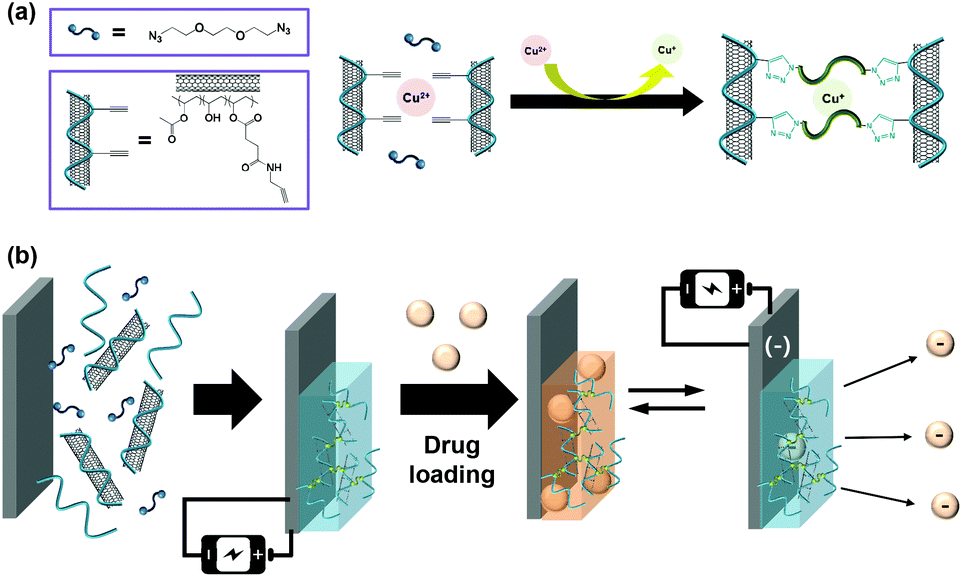 (a)
= N3 O O N3
=
O OH O O
O
O NH
Cu2+
Cu2+ Cu+
N N N N N N
Cu+
N N N N N N
(b)
Drug
loading
I +
I +
(-)
-
-
-
-